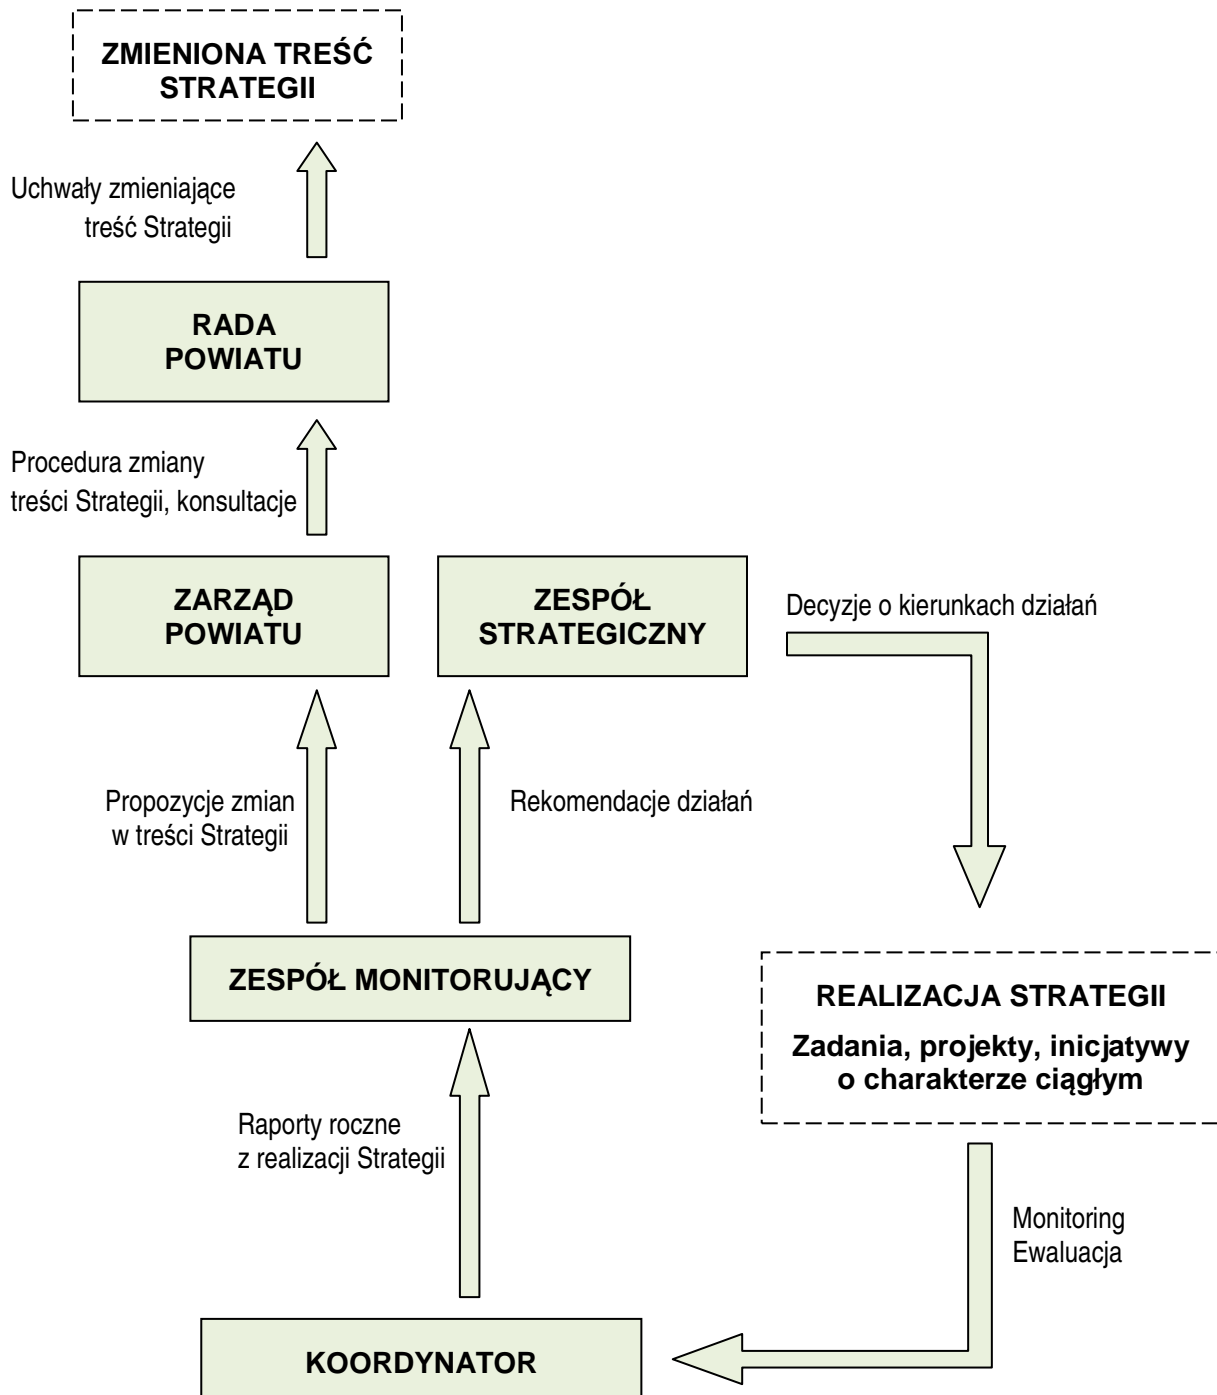 ZMIENIONA TREŚĆ
STRATEGII
Uchwały zmieniające
treść Strategii
RADA
POWIATU
Procedura zmiany
treści Strategii, konsultacje
ZARZĄD
POWIATU
ZESPÓŁ
STRATEGICZNY
Decyzje o kierunkach działań
Propozycje zmian
w treści Strategii
Rekomendacje działań
ZESPÓŁ MONITORUJĄCY
REALIZACJA STRATEGII
Zadania, projekty, inicjatywy
o charakterze ciągłym
Raporty roczne
z realizacji Strategii
Monitoring
Ewaluacja
KOORDYNATOR